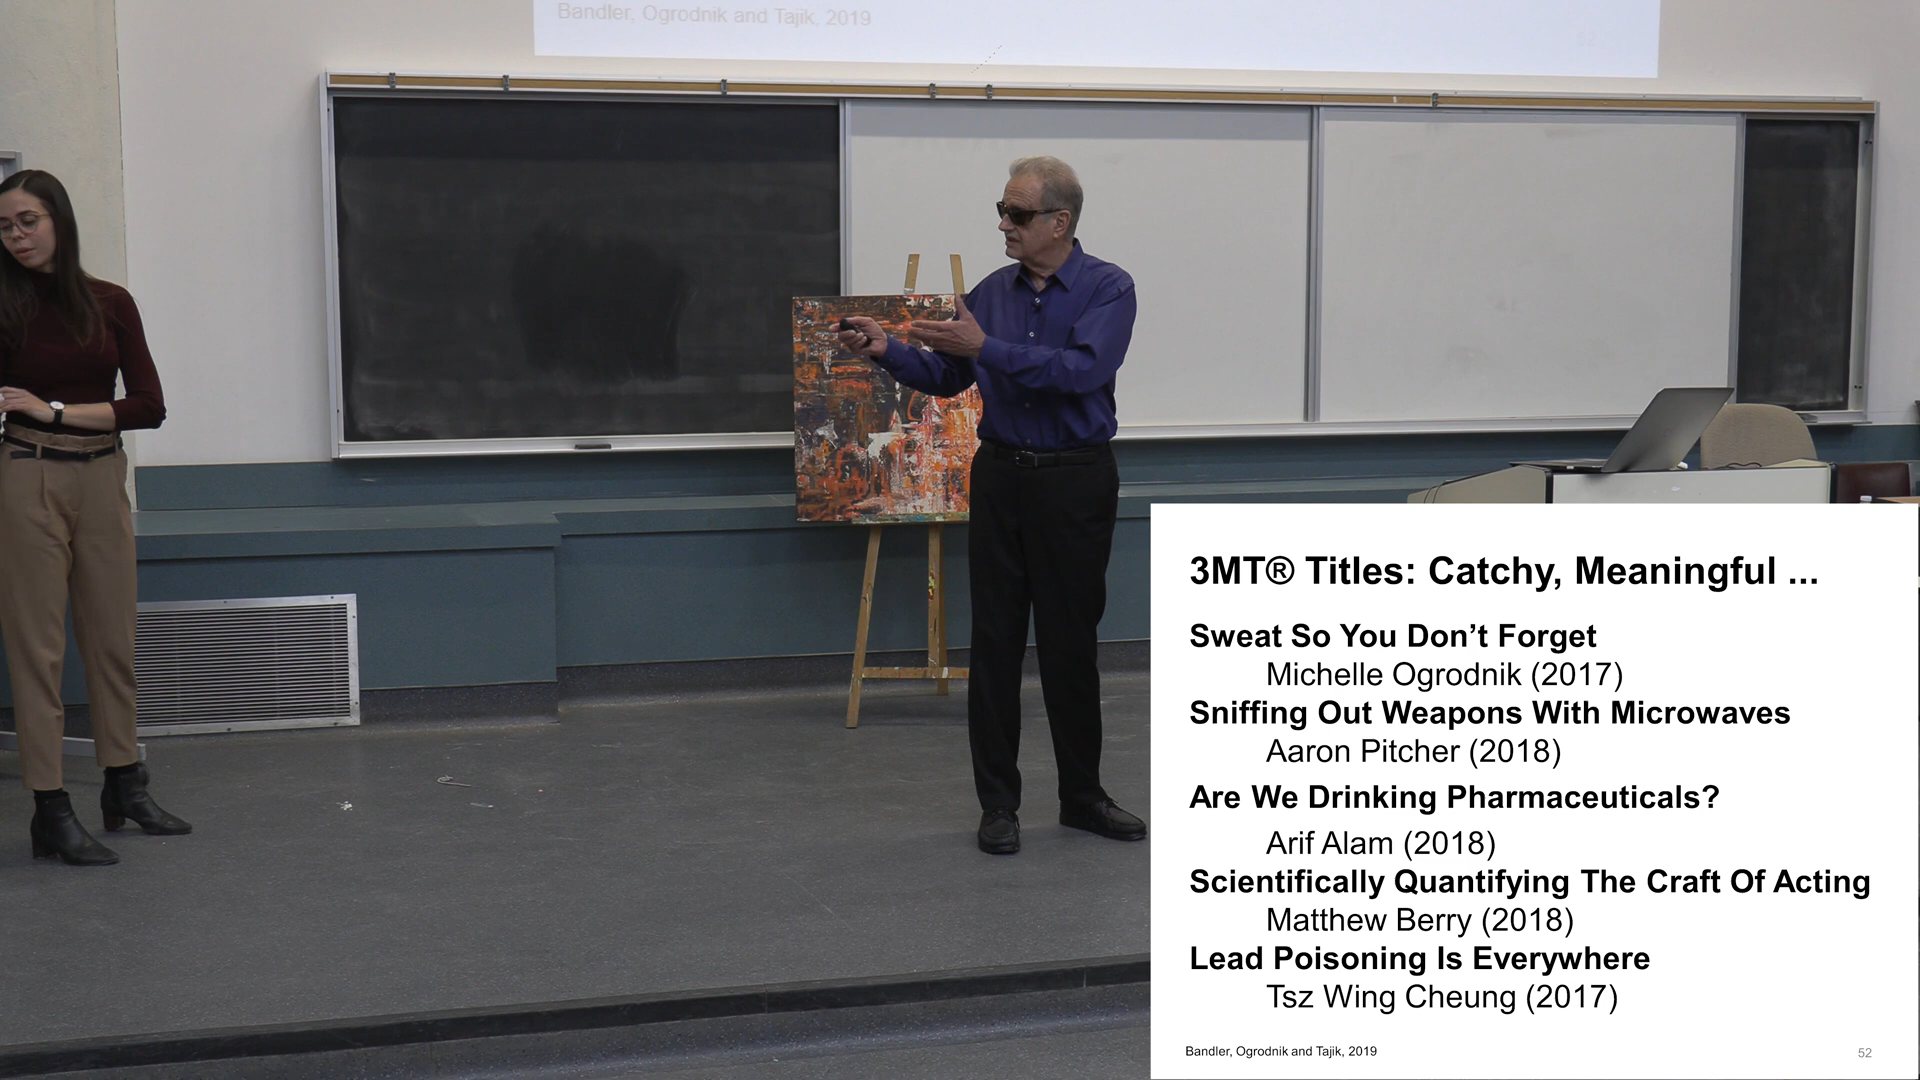 Bandler, Ogrodnik and Tajik, 2019
3MT® Titles: Catchy, Meaningful ...
Sweat So You Don’t Forget
Michelle Ogrodnik (2017)
Sniffing Out Weapons With Microwaves
Aaron Pitcher (2018)
Are We Drinking Pharmaceuticals?
Arif Alam (2018)
Scientifically Quantifying The Craft Of Acting
Matthew Berry (2018)
Lead Poisoning Is Everywhere
Tsz Wing Cheung (2017)
Bandler, Ogrodnik and Tajik, 2019
52